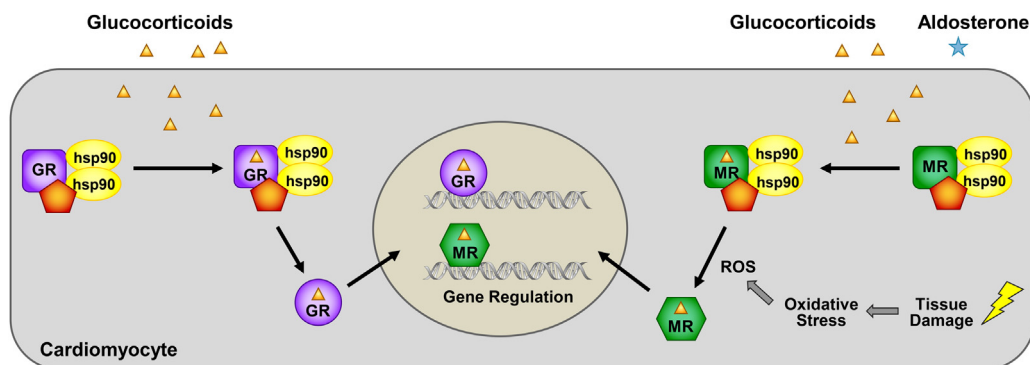 Glucocorticoids
Glucocorticoids
Aldosterone
GR
hsp90
hsp90
GR
hsp90
hsp90
GR
MR
hsp90
hsp90
MR
hsp90
hsp90
MR
Gene Regulation
GR
MR
ROS
Oxidative
Stress
Tissue
Damage
Cardiomyocyte